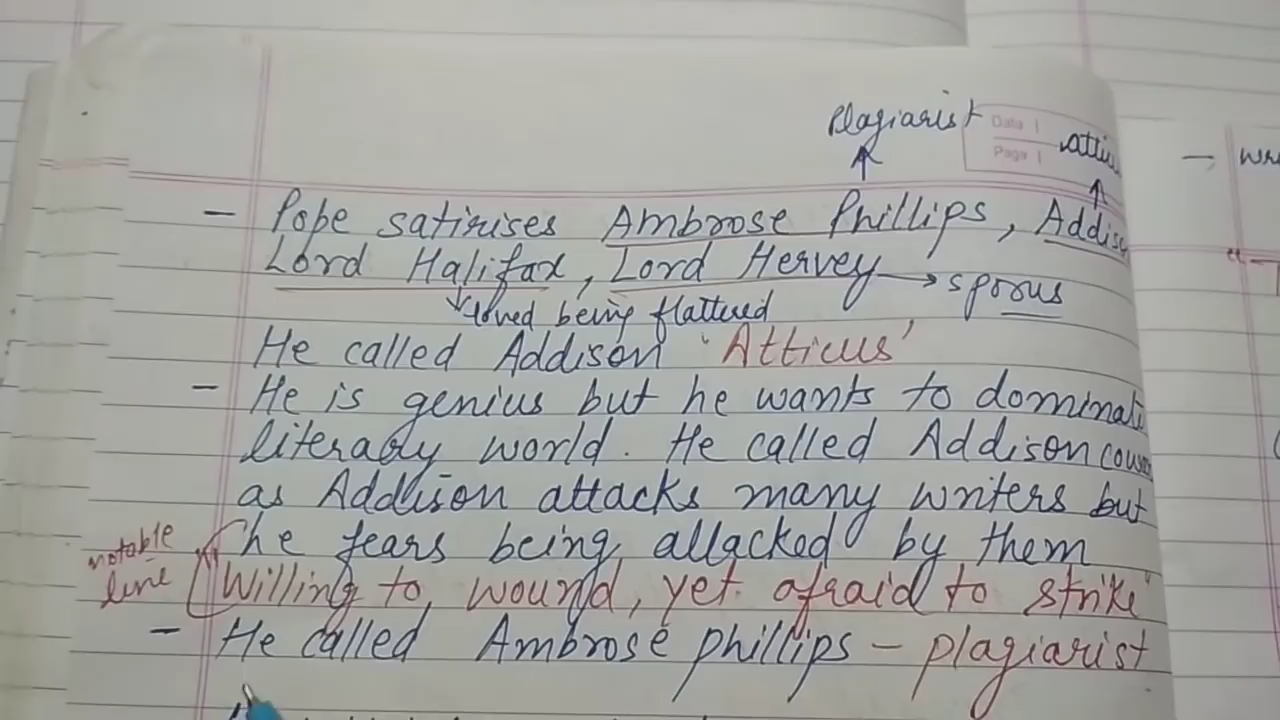 Plagiarist
Data
Page
attic
→ wr
- Pope satirises Ambrose Phillips, Addiso
Lord Halifax, Lord Hervey → sporus
loved being flattered
He called Addison 'Atticus'
- He is genius but he wants to dominate
literary world. He called Addison cow
as Addison attacks many writers but
he fears being attacked by them
notable
line
"Willing to wound, yet afraid to strike"
- He called Ambrose phillips - plagiarist